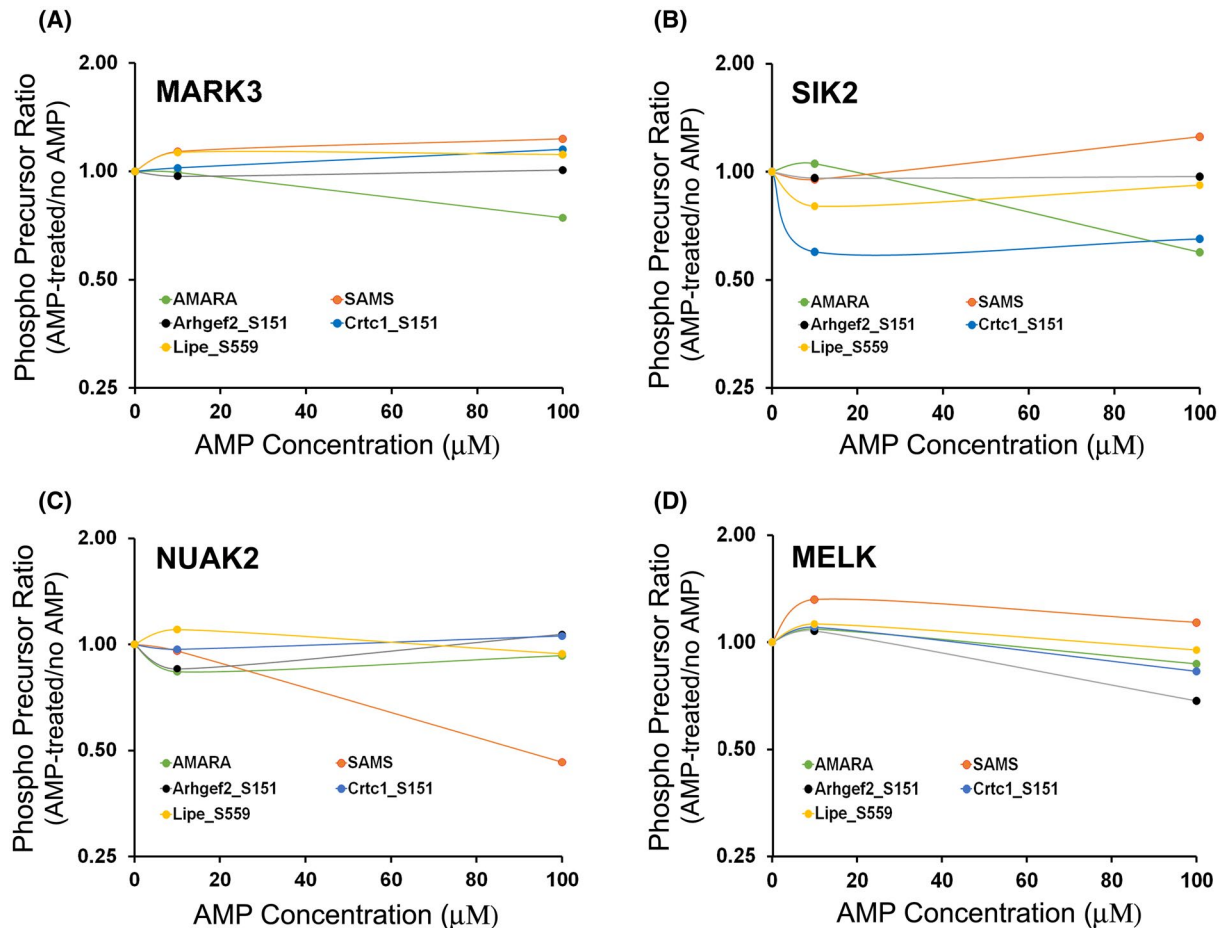 (A)
MARK3
Phospho Precursor Ratio
(AMP-treated/no AMP)
2.00
1.00
0.50
0.25
AMARA SAMS
Arhgef2_S151 Crtc1_S151
Lipe_S559
0 20 40 60 80 100
AMP Concentration (μM)
(B)
SIK2
Phospho Precursor Ratio
(AMP-treated/no AMP)
2.00
1.00
0.50
0.25
AMARA SAMS
Arhgef2_S151 Crtc1_S151
Lipe_S559
0 20 40 60 80 100
AMP Concentration (μM)
(C)
NUAK2
Phospho Precursor Ratio
(AMP-treated/no AMP)
2.00
1.00
0.50
0.25
AMARA SAMS
Arhgef2_S151 Crtc1_S151
Lipe_S559
0 20 40 60 80 100
AMP Concentration (μM)
(D)
MELK
Phospho Precursor Ratio
(AMP-treated/no AMP)
2.00
1.00
0.50
0.25
AMARA SAMS
Arhgef2_S151 Crtc1_S151
Lipe_S559
0 20 40 60 80 100
AMP Concentration (μM)